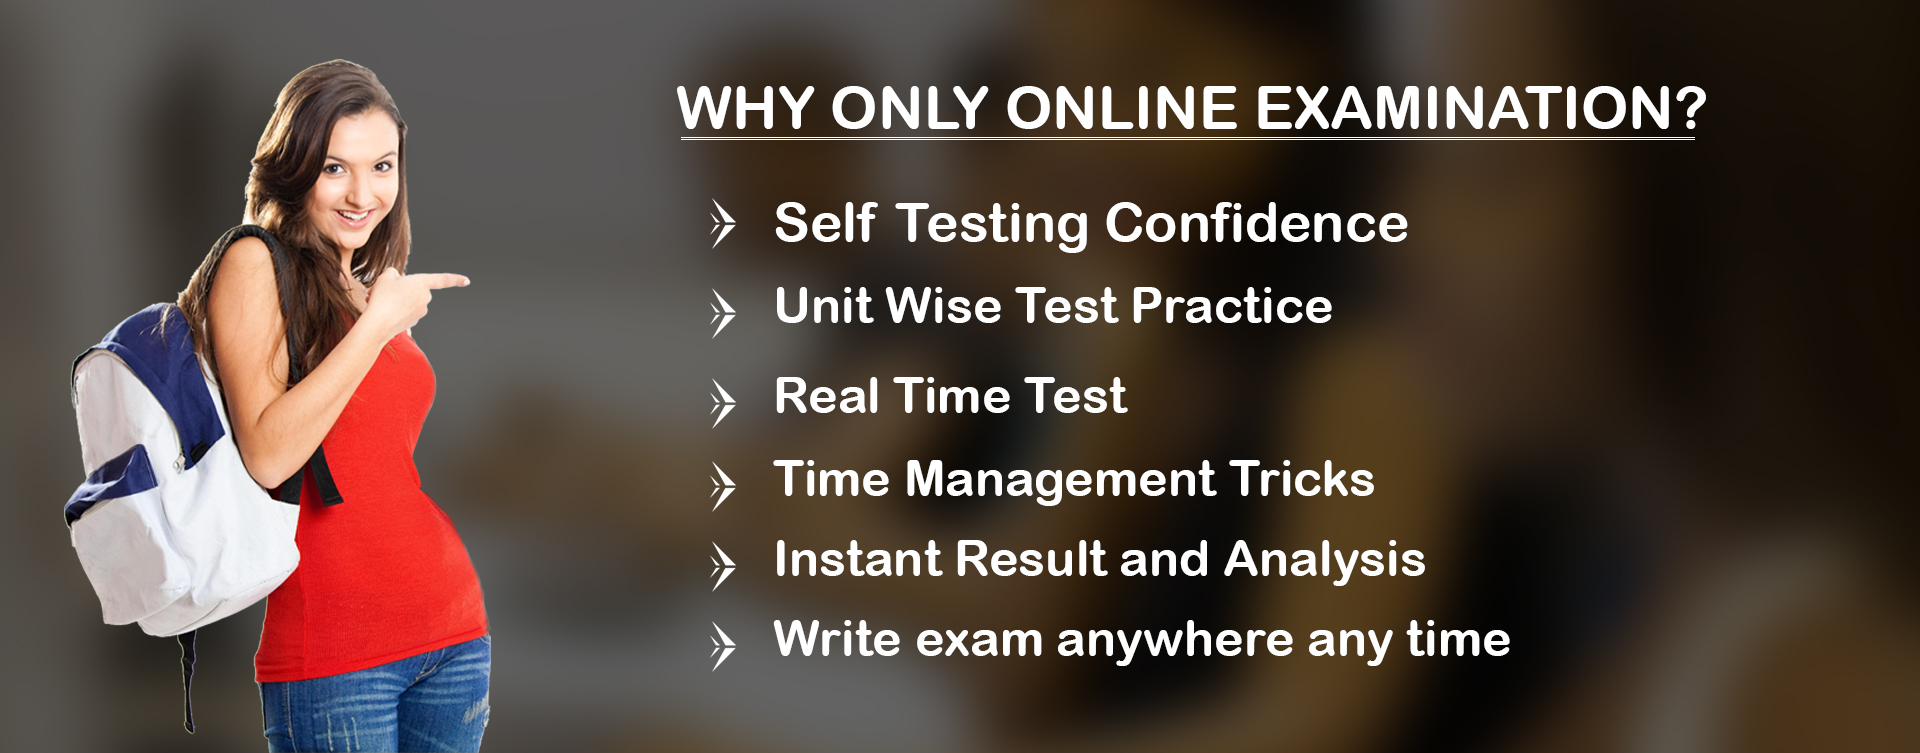 WHY ONLY ONLINE EXAMINATION?
Self Testing Confidence
Unit Wise Test Practice
Real Time Test
Time Management Tricks
Instant Result and Analysis
Write exam anywhere any time